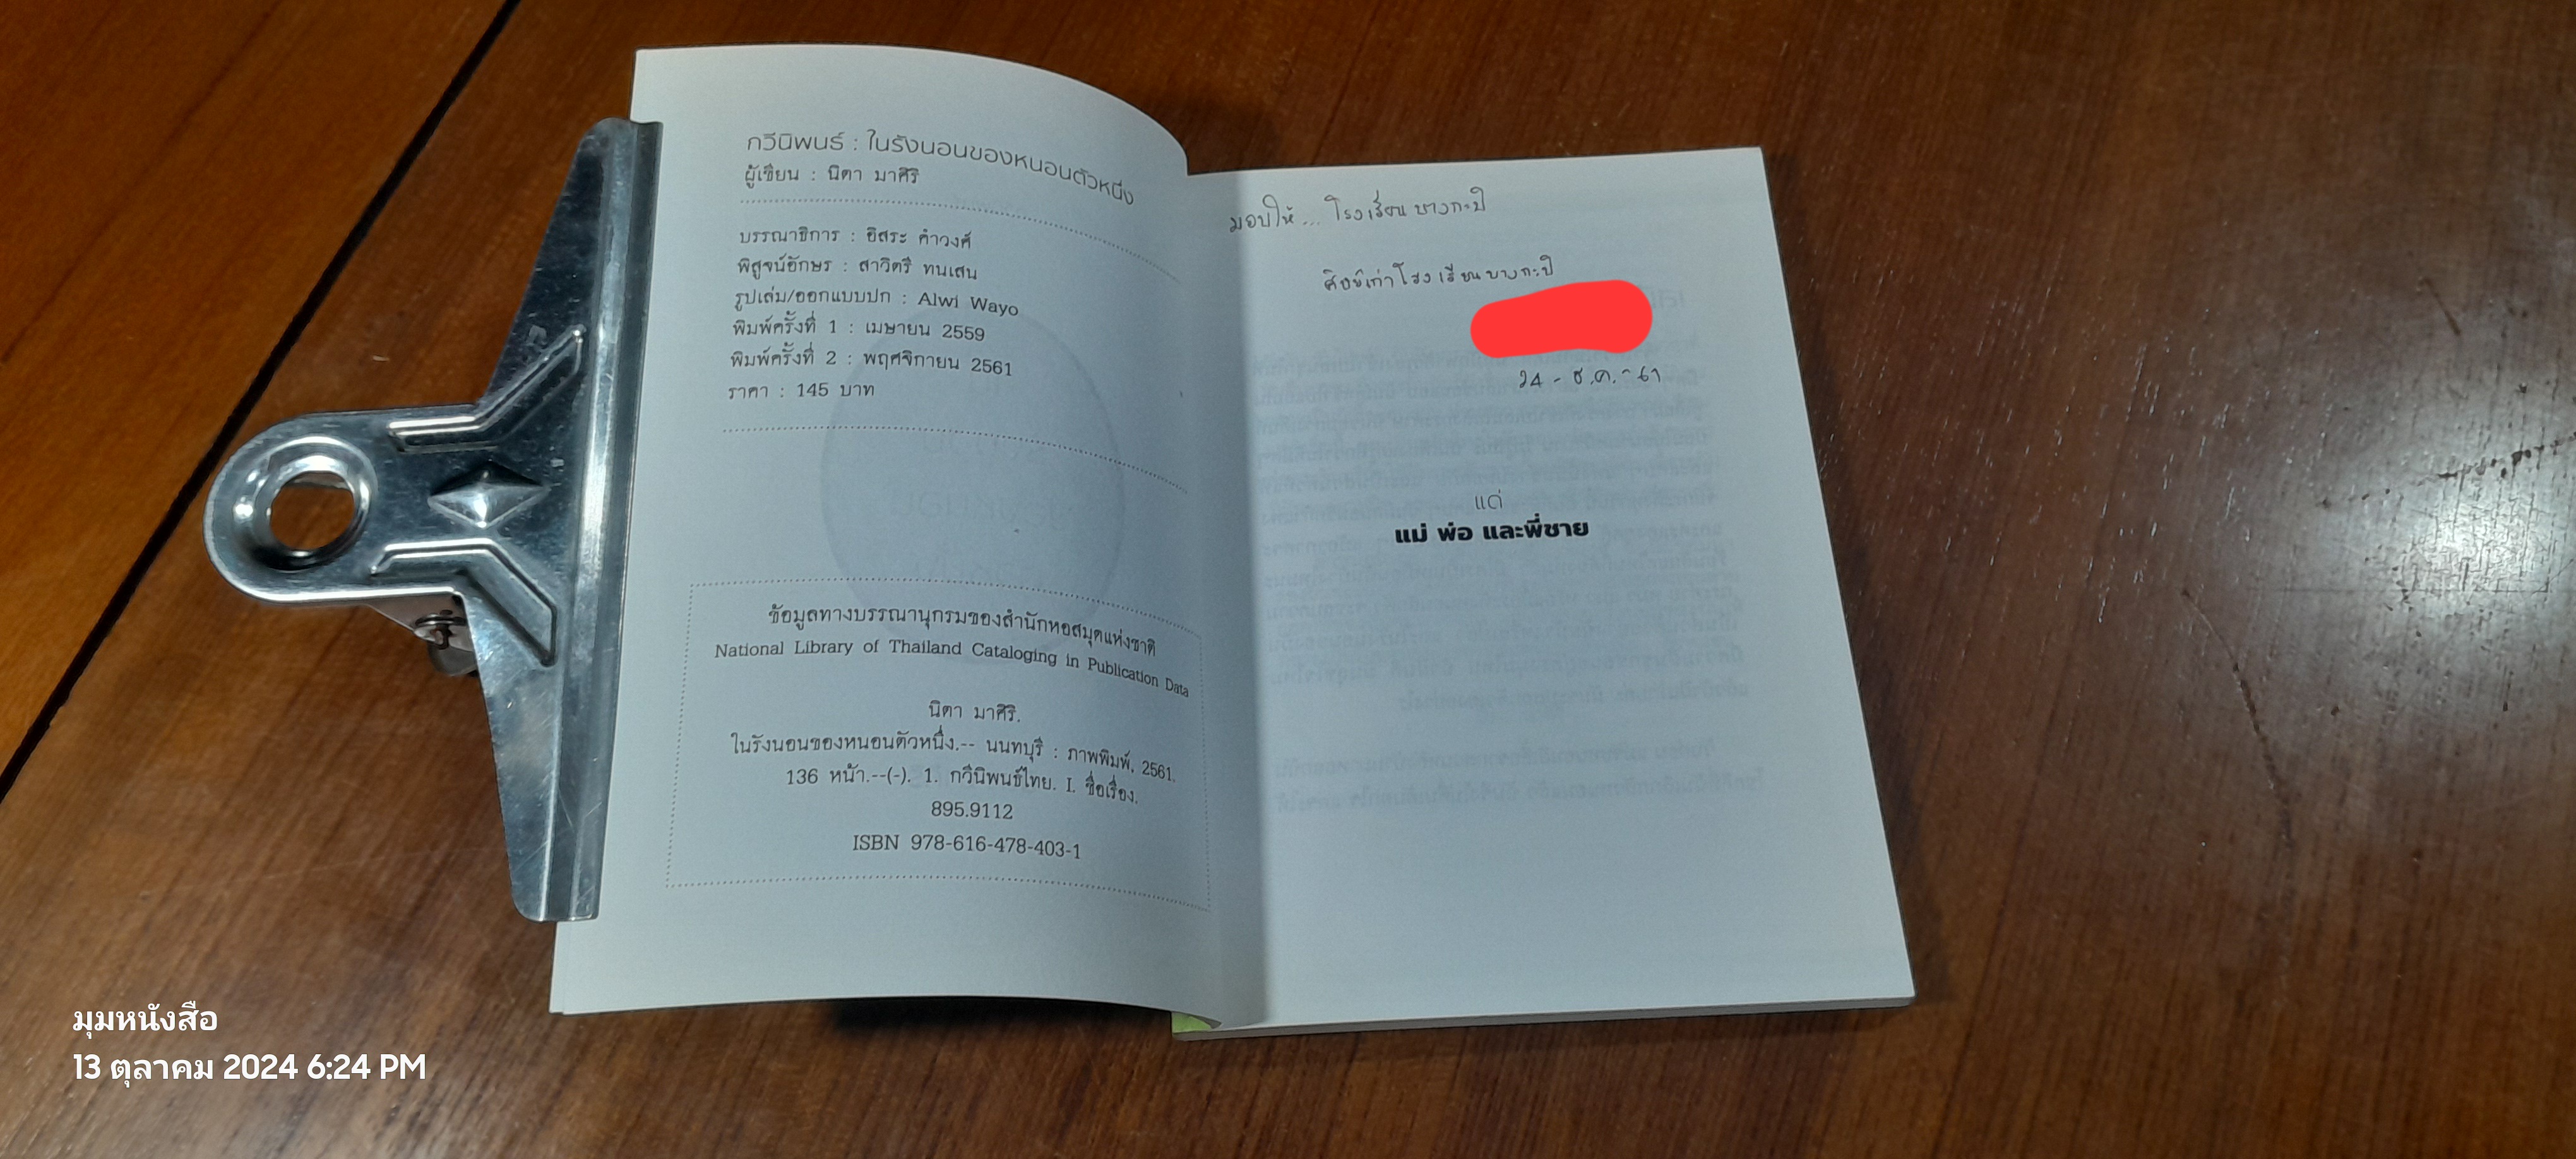 กวีนิพนธ์ : ในรังนอนของหนอนตัวหนึ่ง
ผู้เขียน : นิตา มาศิริ
บรรณาธิการ : อิสระ คำวงศ์
พิสูจน์อักษร : สาวิตรี ทนเสน
รูปเล่ม/ออกแบบปก : Alwi Wayo
พิมพ์ครั้งที่ 1 : เมษายน 2559
พิมพ์ครั้งที่ 2 : พฤศจิกายน 2561
ราคา : 145 บาท
ข้อมูลทางบรรณานุกรมของสำนักหอสมุดแห่งชาติ
National Library of Thailand Cataloging in Publication Data
นิตา มาศิริ.
ในรังนอนของหนอนตัวหนึ่ง.-- นนทบุรี : ภาพพิมพ์, 2561.
136 หน้า.--(-). 1. กวีนิพนธ์ไทย. I. ชื่อเรื่อง.
895.9112
ISBN 978-616-478-403-1
มอบให้... โรงเรียนบางกะปิ
ศิษย์เก่าโรงเรียนบางกะปิ
24 - ธ.ค. - 61
แด่
แม่ พ่อ และพี่ชาย
มุมหนังสือ
13 ตุลาคม 2024 6:24 PM